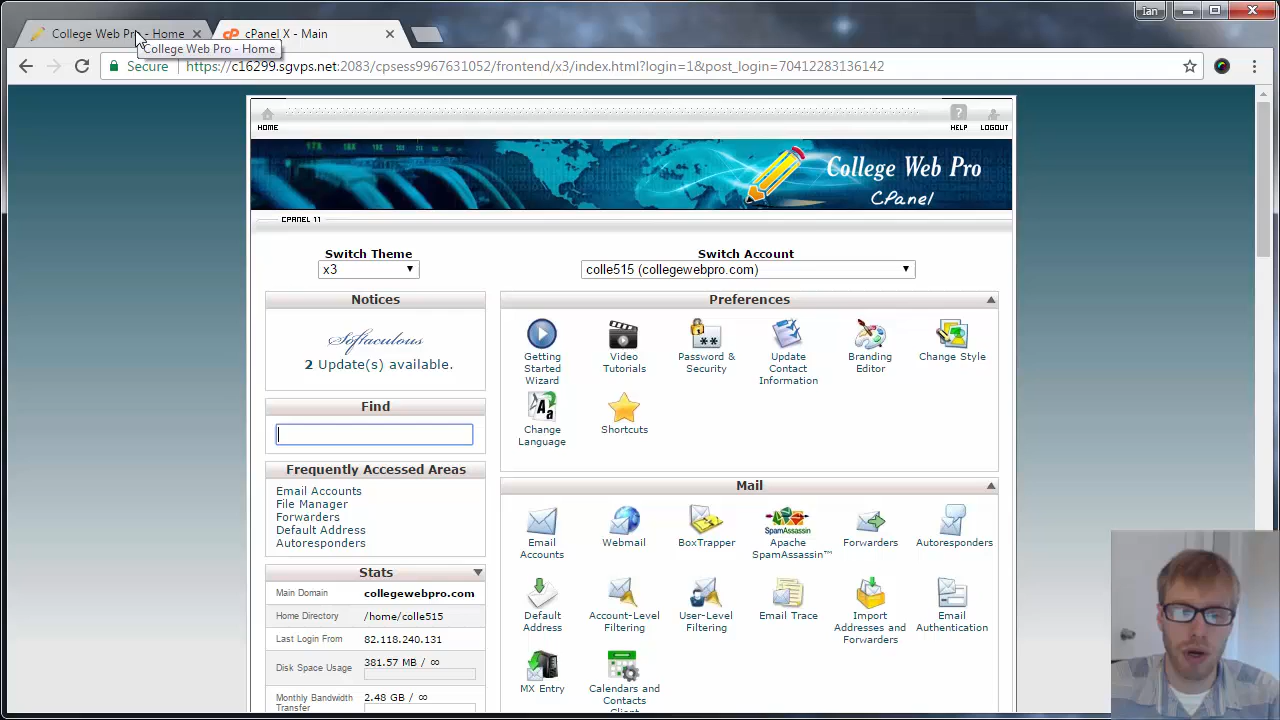 Ian
College Web Pro - Home
cPanel X - Main
College Web Pro - Home
Secure
https://c16299.sgvps.net:2083/cpsess9967631052/frontend/x3/index.html?login=1&post_login=70412283136142
HOME
HELP
LOGOUT
College Web Pro
CPanel
CPANEL 11
Switch Theme
x3
Switch Account
colle515 (collegewebpro.com)
Notices
Softaculous
2 Update(s) available.
Find
Frequently Accessed Areas
Email Accounts
File Manager
Forwarders
Default Address
Autoresponders
Stats
Main Domain
collegewebpro.com
Home Directory
/home/colle515
Last Login From
82.118.240.131
Disk Space Usage
381.57 MB / ∞
Monthly Bandwidth
Transfer
2.48 GB / ∞
Preferences
Getting
Started
Wizard
Video
Tutorials
Password &
Security
Update
Contact
Information
Branding
Editor
Change Style
Change
Language
Shortcuts
Mail
Email
Accounts
Webmail
BoxTrapper
SpamAssassin
Apache
SpamAssassin™
Forwarders
Autoresponders
Default
Address
Account-Level
Filtering
User-Level
Filtering
Email Trace
Import
Addresses and
Forwarders
Email
Authentication
MX Entry
Calendars and
Contacts
Client